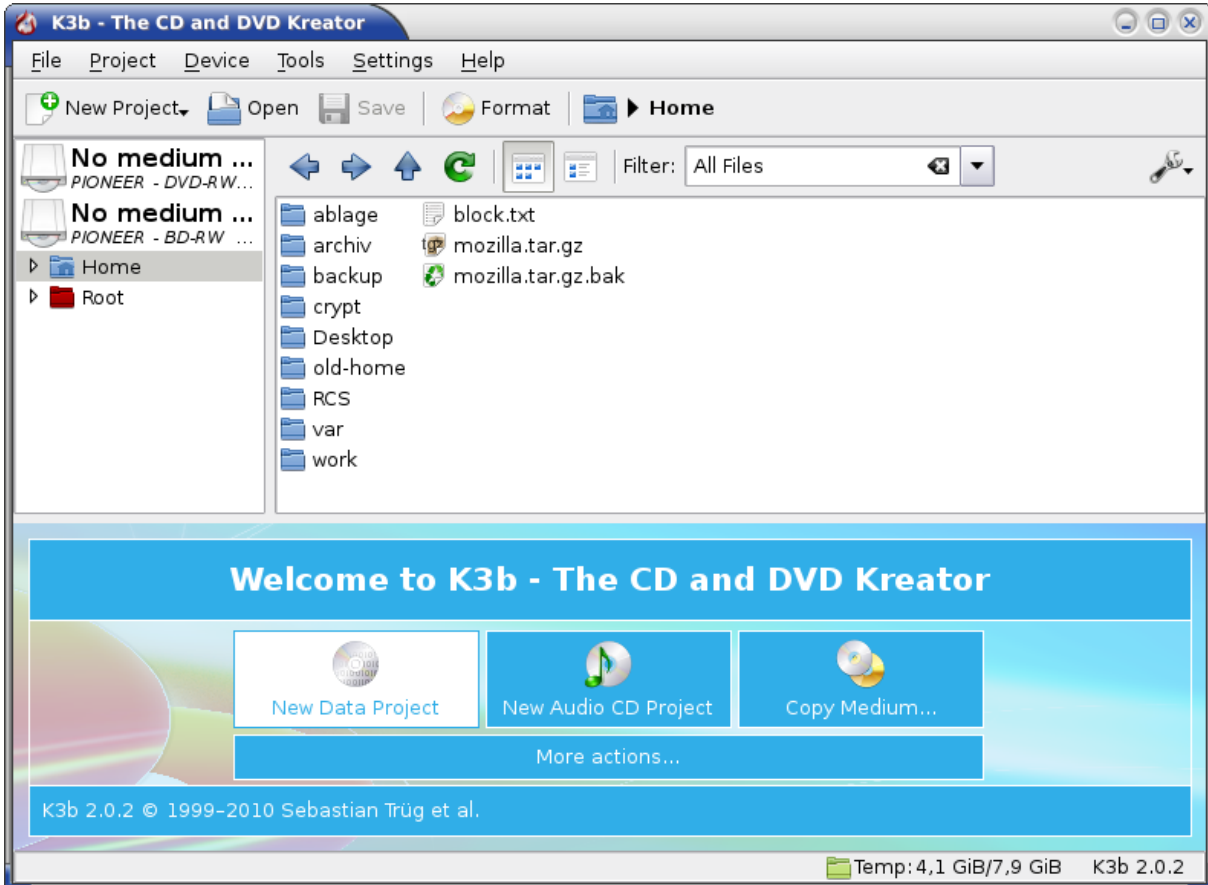 K3b - The CD and DVD Kreator
File Project Device Tools Settings Help
New Project Open Save Format Home
No medium ...
PIONEER - DVD-RW...
No medium ...
PIONEER - BD-RW ...
Home
Root
Filter: All Files
ablage block.txt
archiv mozilla.tar.gz
backup mozilla.tar.gz.bak
crypt
Desktop
old-home
RCS
var
work
Welcome to K3b - The CD and DVD Kreator
New Data Project New Audio CD Project Copy Medium...
More actions...
K3b 2.0.2 © 1999–2010 Sebastian Trüg et al.
Temp: 4,1 GiB/7,9 GiB K3b 2.0.2